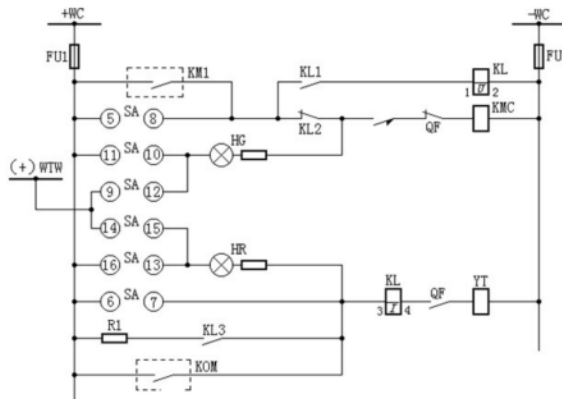 +WC
-WC
FU1
FU
KM1
KL1
KL
1
2
5 SA 8
KL2
QF
KMC
11 SA 10
HG
(+) WTW
9 SA 12
14 SA 15
16 SA 13
HR
6 SA 7
KL
3
4
QF
YT
R1
KL3
KOM